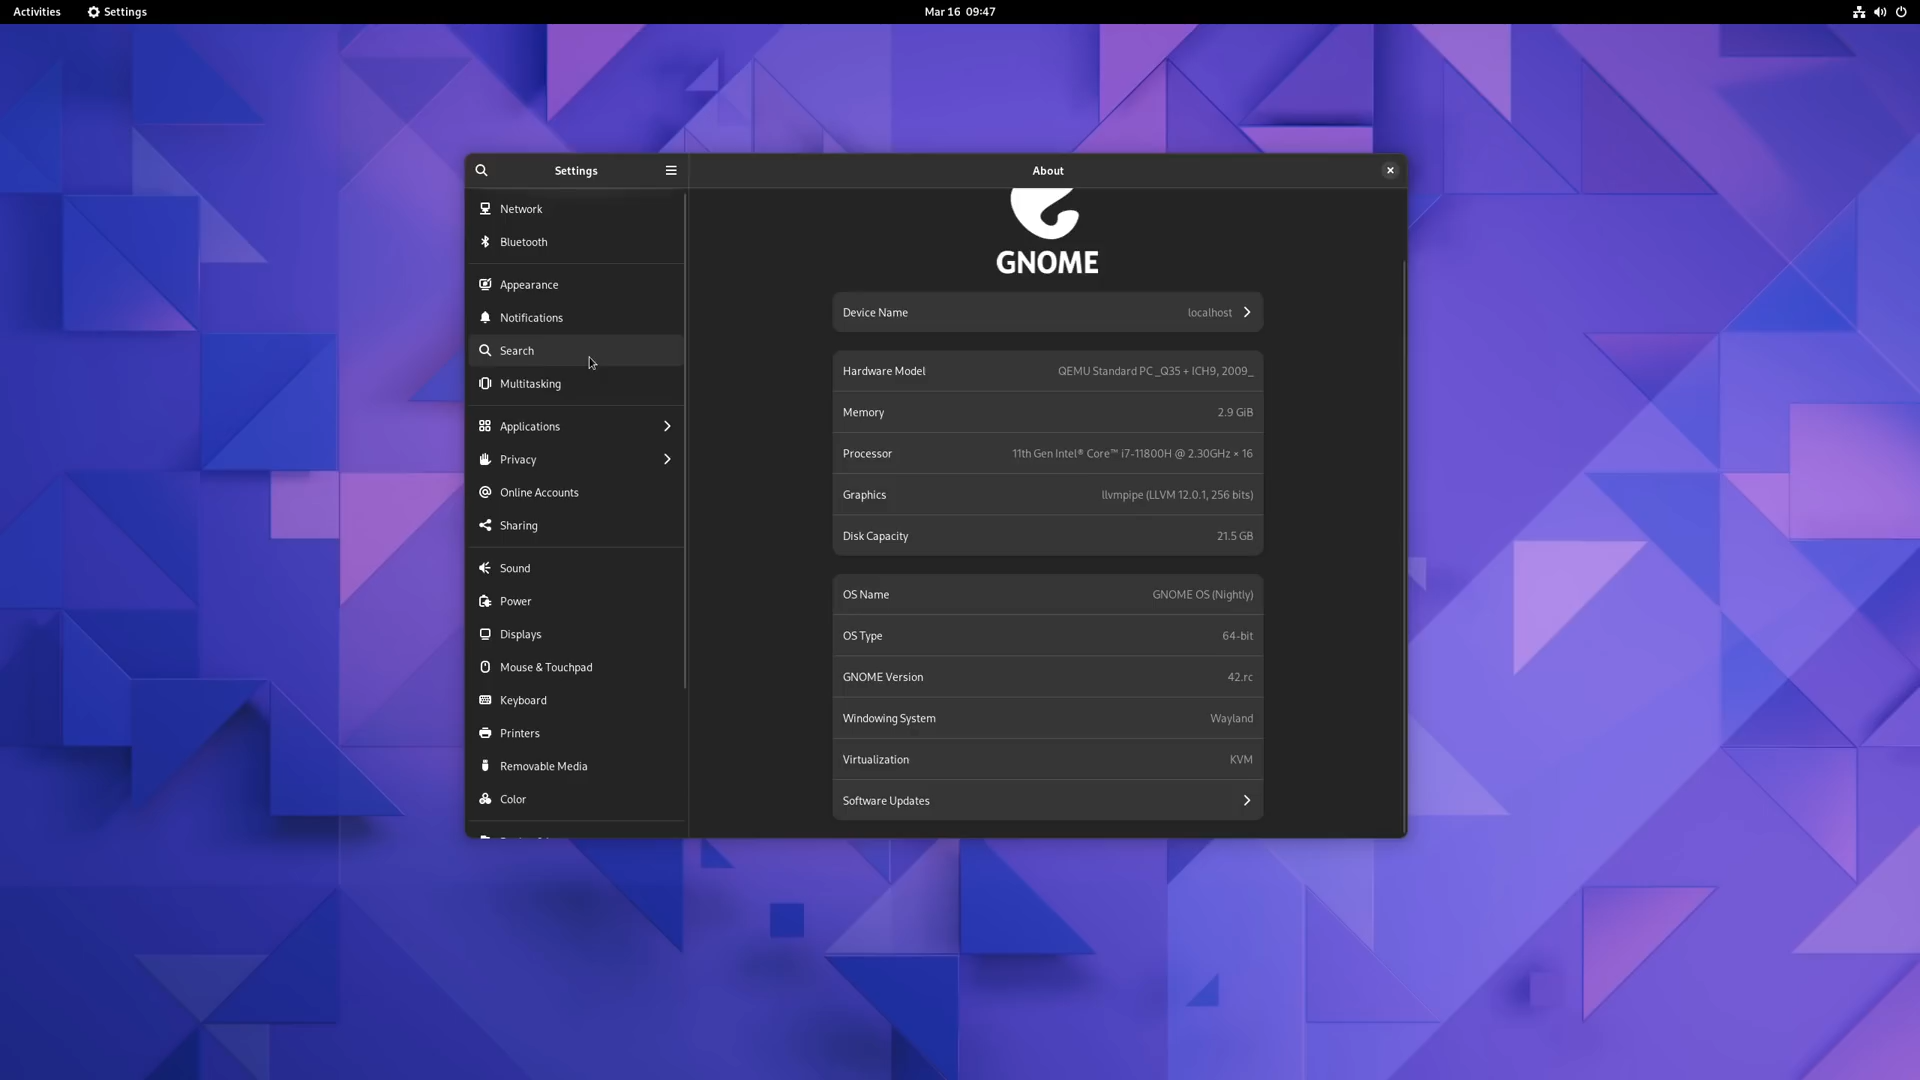 Activities
Settings
Mar 16 09:47
Settings
About
Network
Bluetooth
Appearance
Notifications
Search
Multitasking
Applications
Privacy
Online Accounts
Sharing
Sound
Power
Displays
Mouse & Touchpad
Keyboard
Printers
Removable Media
Color
GNOME
Device Name localhost
Hardware Model QEMU Standard PC _Q35 + ICH9, 2009_
Memory 2.9 GiB
Processor 11th Gen Intel® Core™ i7-11800H @ 2.30GHz × 16
Graphics llvmpipe (LLVM 12.0.1, 256 bits)
Disk Capacity 21.5 GB
OS Name GNOME OS (Nightly)
OS Type 64-bit
GNOME Version 42.rc
Windowing System Wayland
Virtualization KVM
Software Updates